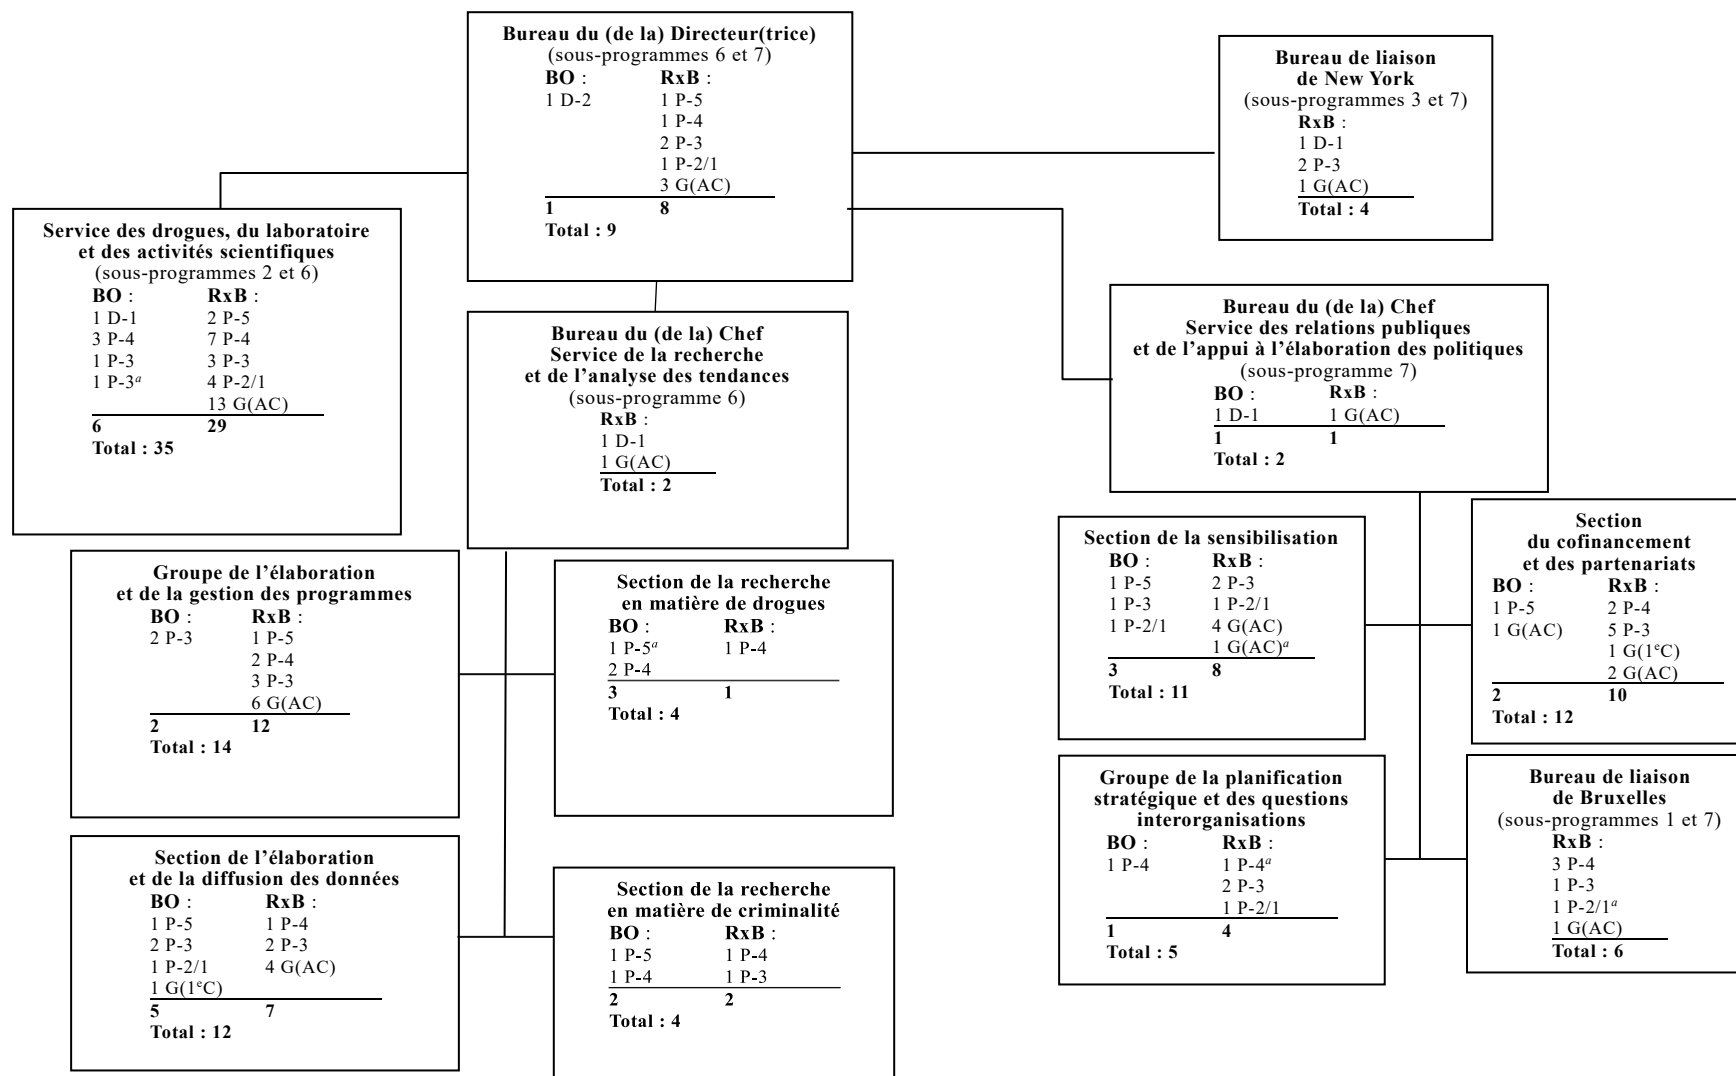 Bureau du (de la) Directeur(trice)
(sous-programmes 6 et 7)
BO : RxB :
1 D-2 1 P-5
1 P-4
2 P-3
1 P-2/1
3 G(AC)
1 8
Total : 9
Bureau de liaison
de New York
(sous-programmes 3 et 7)
RxB :
1 D-1
2 P-3
1 G(AC)
Total : 4
Service des drogues, du laboratoire
et des activités scientifiques
(sous-programmes 2 et 6)
BO : RxB :
1 D-1 2 P-5
3 P-4 7 P-4
1 P-3 3 P-3
1 P-3ᵃ 4 P-2/1
13 G(AC)
6 29
Total : 35
Bureau du (de la) Chef
Service de la recherche
et de l’analyse des tendances
(sous-programme 6)
RxB :
1 D-1
1 G(AC)
Total : 2
Bureau du (de la) Chef
Service des relations publiques
et de l’appui à l’élaboration des politiques
(sous-programme 7)
BO : RxB :
1 D-1 1 G(AC)
1 1
Total : 2
Groupe de l’élaboration
et de la gestion des programmes
BO : RxB :
2 P-3 1 P-5
2 P-4
3 P-3
6 G(AC)
2 12
Total : 14
Section de la recherche
en matière de drogues
BO : RxB :
1 P-5ᵃ 1 P-4
2 P-4
3 1
Total : 4
Section de la sensibilisation
BO : RxB :
1 P-5 2 P-3
1 P-3 1 P-2/1
1 P-2/1 4 G(AC)
1 G(AC)ᵃ
3 8
Total : 11
Section
du cofinancement
et des partenariats
BO : RxB :
1 P-5 2 P-4
1 G(AC) 5 P-3
1 G(1ᵉC)
2 G(AC)
2 10
Total : 12
Section de l’élaboration
et de la diffusion des données
BO : RxB :
1 P-5 1 P-4
2 P-3 2 P-3
1 P-2/1 4 G(AC)
1 G(1ᵉC)
5 7
Total : 12
Section de la recherche
en matière de criminalité
BO : RxB :
1 P-5 1 P-4
1 P-4 1 P-3
2 2
Total : 4
Groupe de la planification
stratégique et des questions
interorganisations
BO : RxB :
1 P-4 1 P-4ᵃ
2 P-3
1 P-2/1
1 4
Total : 5
Bureau de liaison
de Bruxelles
(sous-programmes 1 et 7)
RxB :
3 P-4
1 P-3
1 P-2/1ᵃ
1 G(AC)
Total : 6